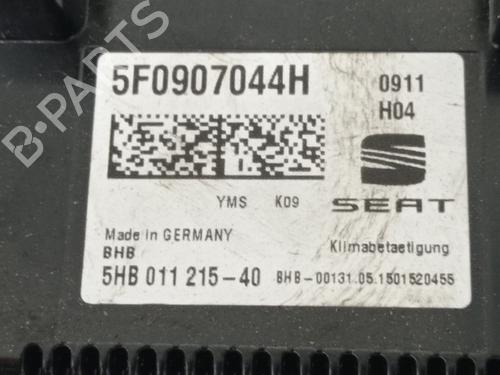 5F0907044H 0911
H04
YMS K09 SEAT
Made in GERMANY Klimabetaetigung
BHB
5HB 011 215-40 BHB-00131.05.1501520455
B-PARTS